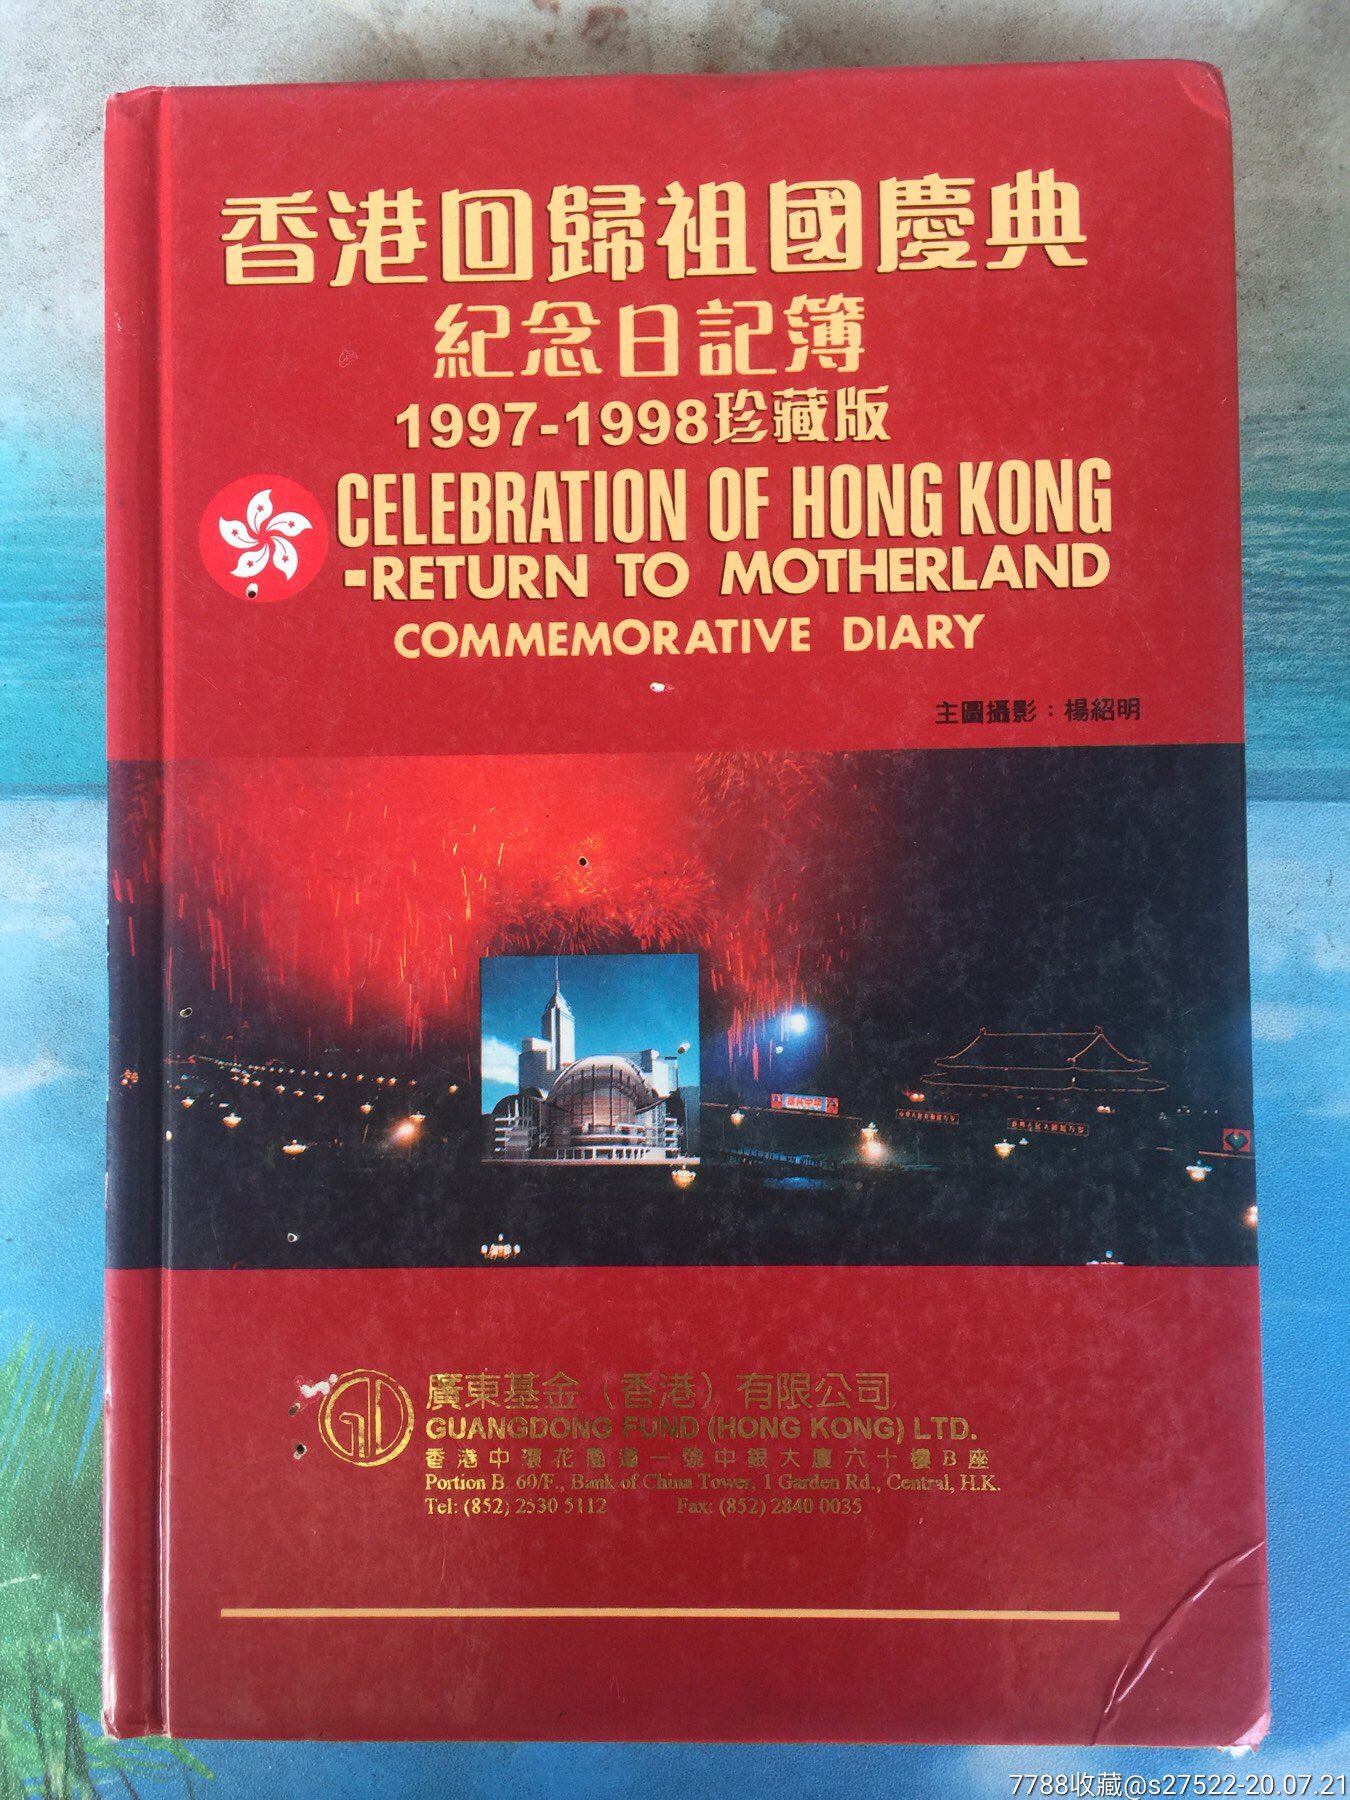 香港回歸祖國慶典
紀念日記簿
1997-1998珍藏版
CELEBRATION OF HONG KONG
-RETURN TO MOTHERLAND
COMMEMORATIVE DIARY
主圖攝影：楊紹明
廣東基金（香港）有限公司
GUANGDONG FUND (HONG KONG) LTD.
香港中環花園道一號中銀大廈六十樓B座
Portion B. 60/F., Bank of China Tower, 1 Garden Rd., Central, H.K.
Tel: (852) 2530 5112 Fax: (852) 2840 0035
7788收藏@s27522-20.07.21